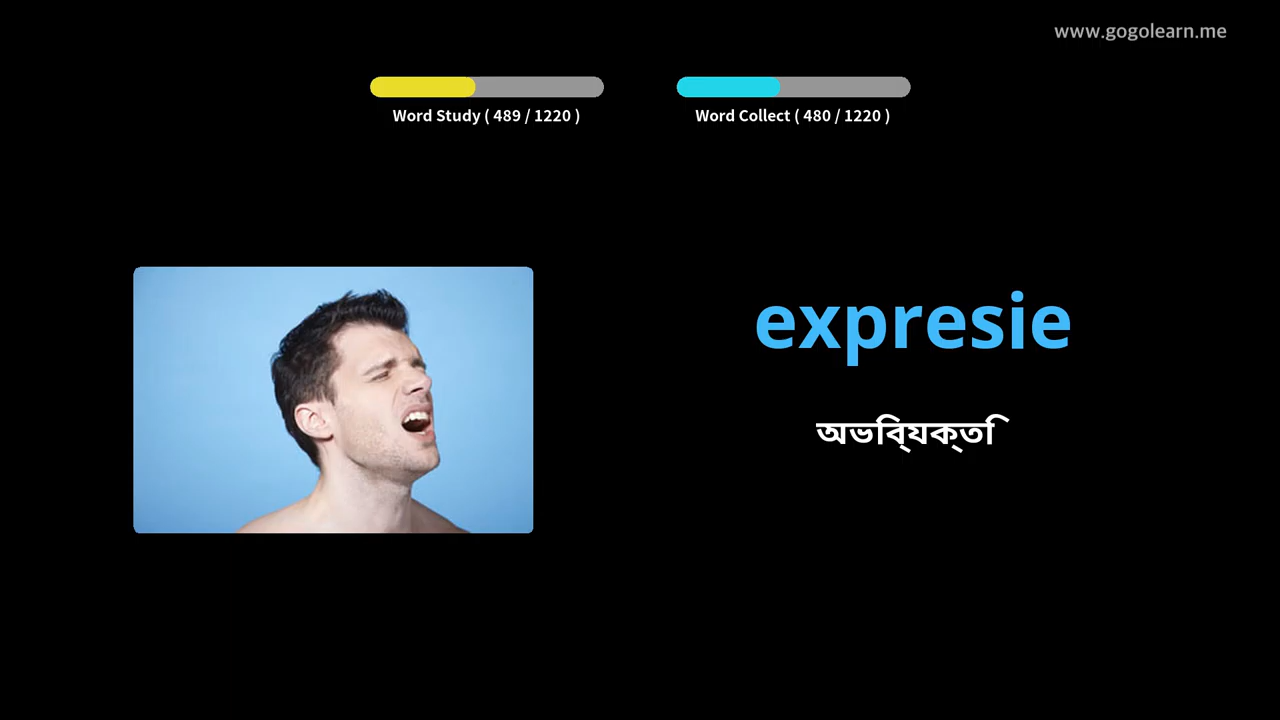 www.gogolearn.me
Word Study ( 489 / 1220 )
Word Collect ( 480 / 1220 )
expresie
অভিব্যক্তি